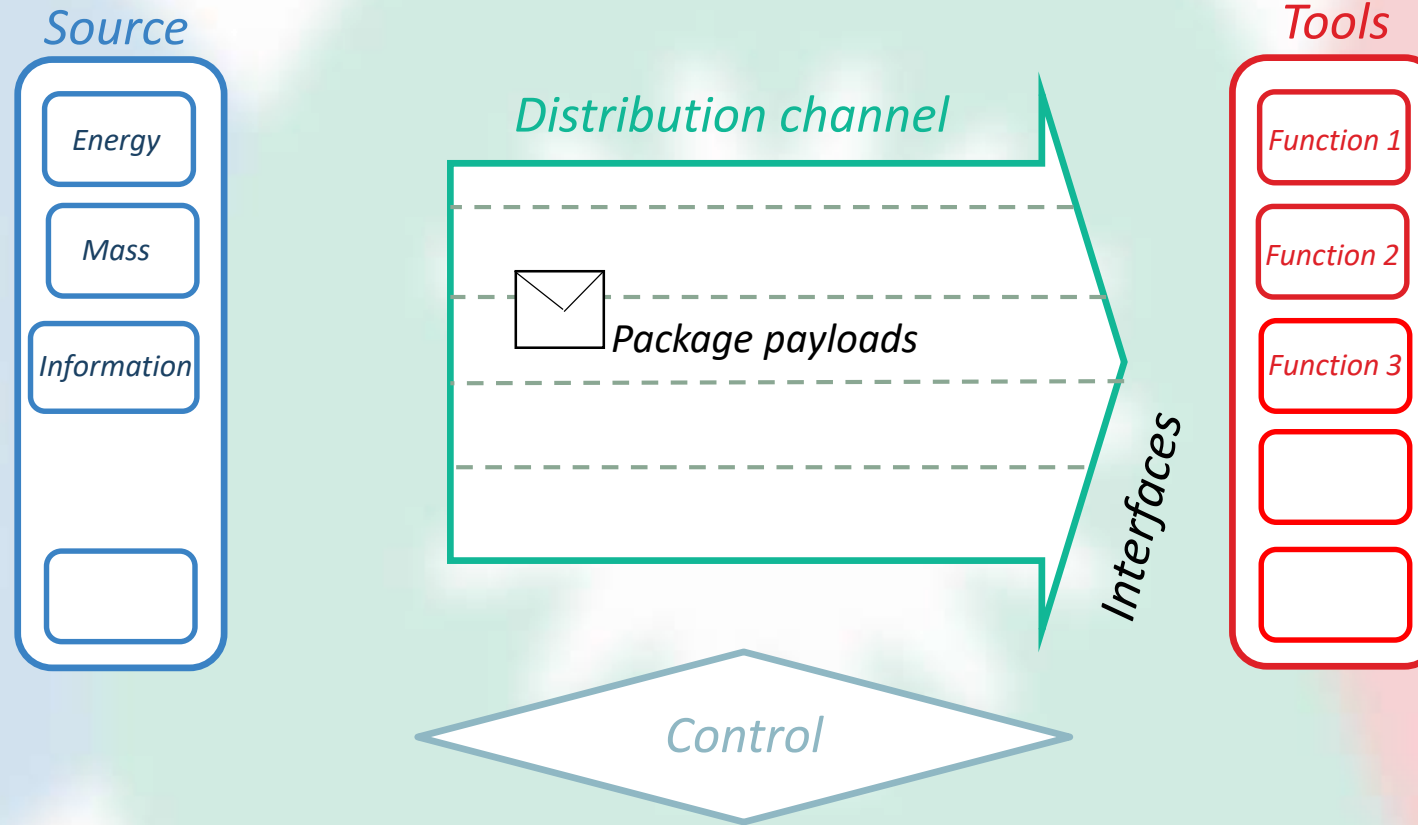 Source
Energy
Mass
Information
Distribution channel
Package payloads
Interfaces
Control
Tools
Function 1
Function 2
Function 3